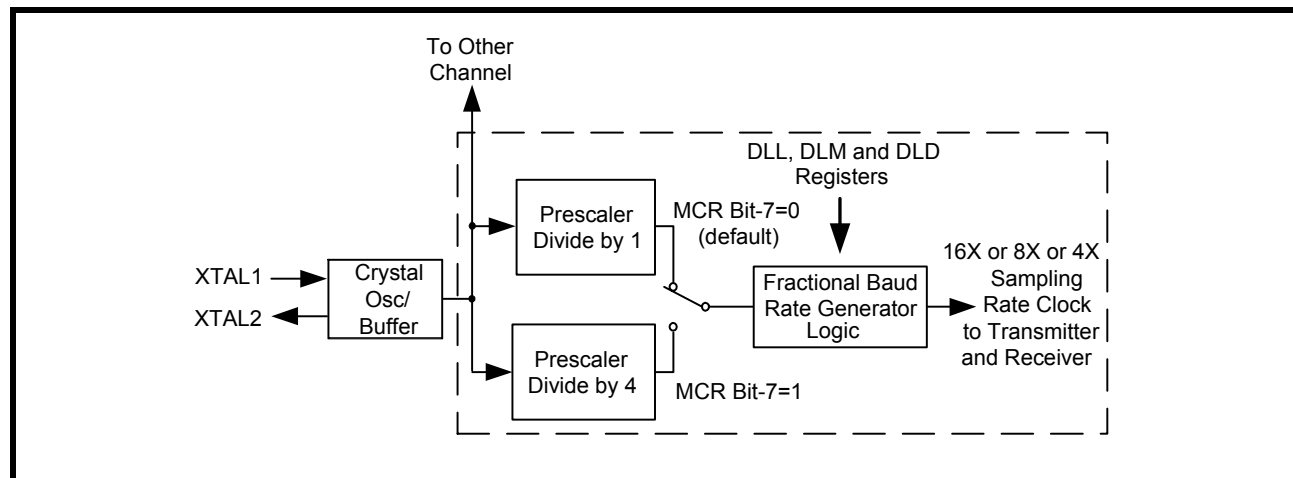 To Other
Channel
DLL, DLM and DLD
Registers
Prescaler
Divide by 1
MCR Bit-7=0
(default)
XTAL1
XTAL2
Crystal
Osc/
Buffer
Fractional Baud
Rate Generator
Logic
16X or 8X or 4X
Sampling
Rate Clock
to Transmitter
and Receiver
Prescaler
Divide by 4
MCR Bit-7=1